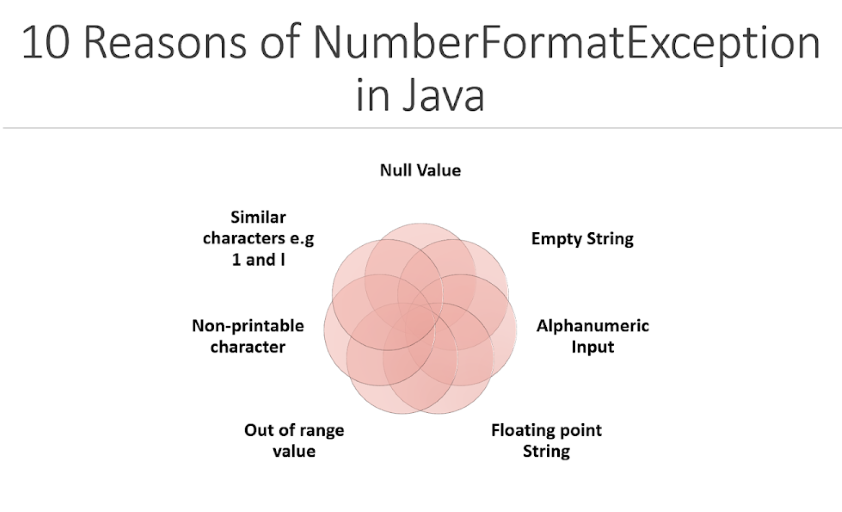 10 Reasons of NumberFormatException
in Java
Null Value
Similar
characters e.g
1 and l
Empty String
Non-printable
character
Alphanumeric
Input
Out of range
value
Floating point
String